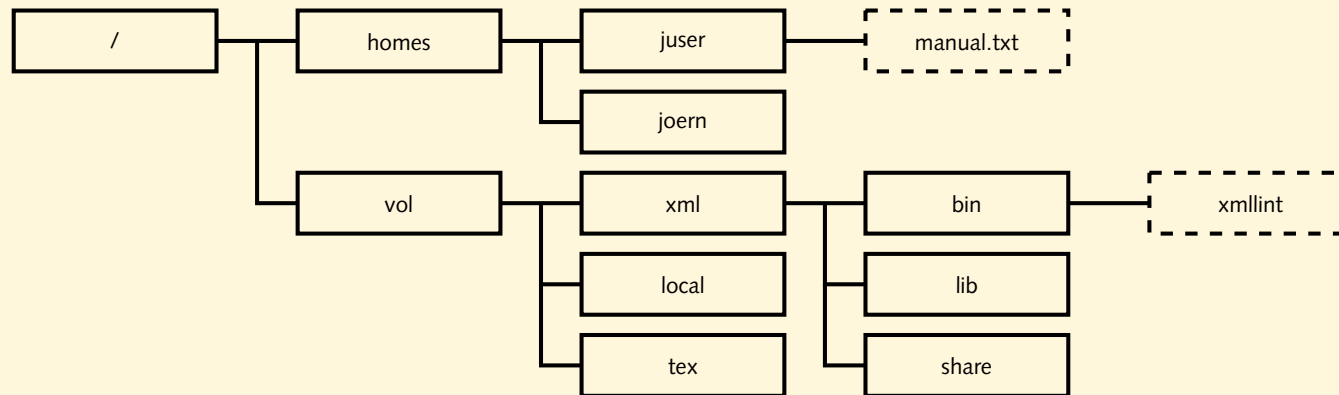 / homes juser manual.txt
joern
vol xml bin xmllint
local lib
tex share